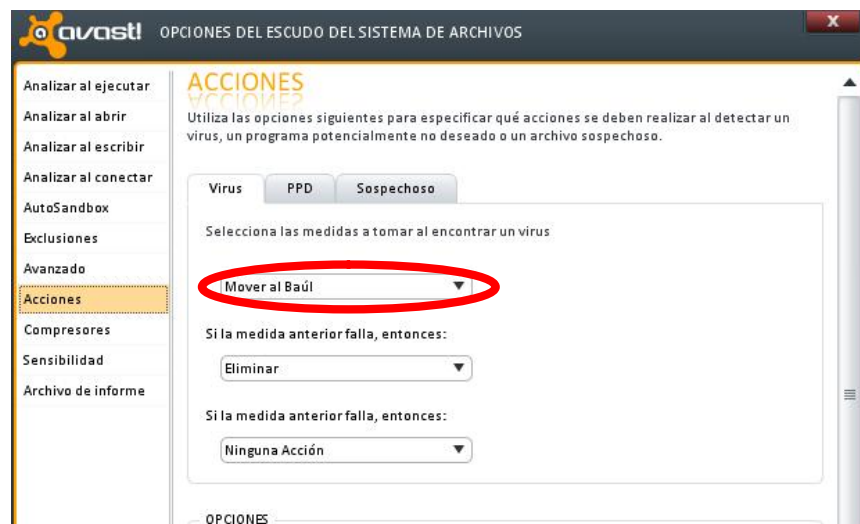 avast! OPCIONES DEL ESCUDO DEL SISTEMA DE ARCHIVOS
X
Analizar al ejecutar
Analizar al abrir
Analizar al escribir
Analizar al conectar
AutoSandbox
Exclusiones
Avanzado
Acciones
Compresores
Sensibilidad
Archivo de informe
ACCIONES
Utiliza las opciones siguientes para especificar qué acciones se deben realizar al detectar un
virus, un programa potencialmente no deseado o un archivo sospechoso.
Virus PPD Sospechoso
Selecciona las medidas a tomar al encontrar un virus
Mover al Baúl
Si la medida anterior falla, entonces:
Eliminar
Si la medida anterior falla, entonces:
Ninguna Acción
OPCIONES